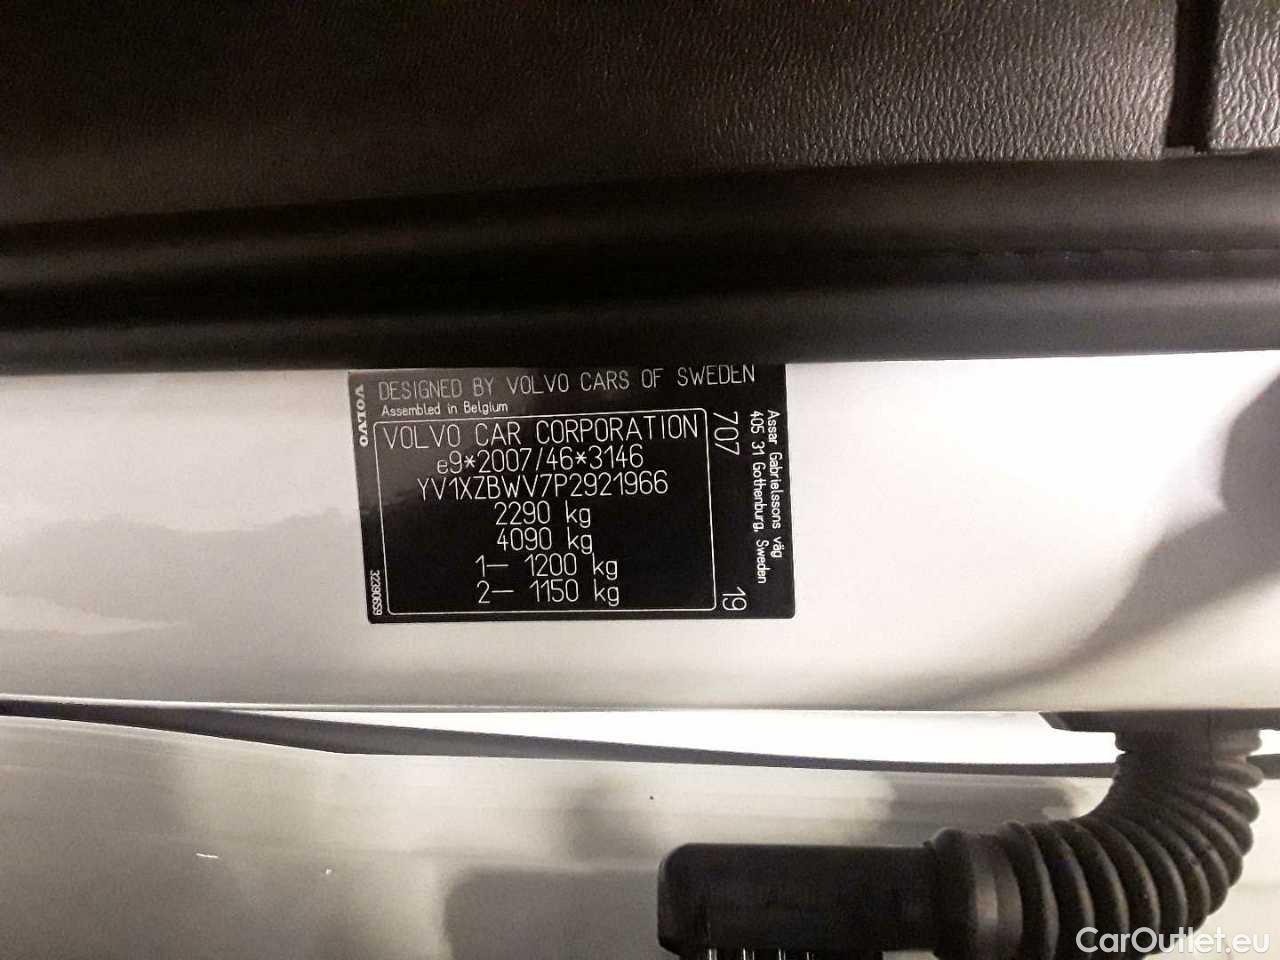 VOLVO
DESIGNED BY VOLVO CARS OF SWEDEN
Assembled in Belgium
VOLVO CAR CORPORATION
e9*2007/46*3146
YV1XZBWV7P2921966
2290 kg
4090 kg
1– 1200 kg
2– 1150 kg
707
19
Assar Gabrielssons väg
405 31 Gothenburg, Sweden
32390659
CarOutlet.eu